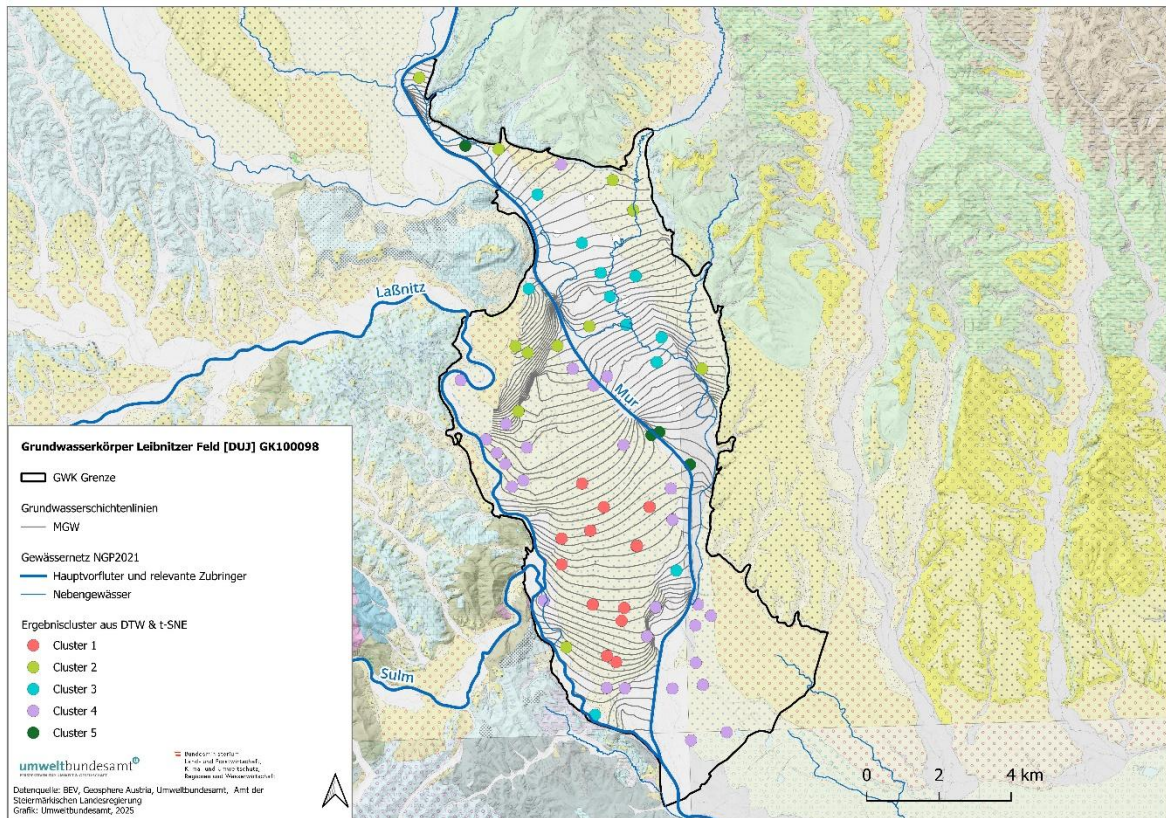 Laßnitz
Mur
Sulm
Grundwasserkörper Leibnitzer Feld [DUJ] GK100098
GWK Grenze
Grundwasserschichtenlinien
MGW
Gewässernetz NGP2021
Hauptvorfluter und relevante Zubringer
Nebengewässer
Ergebniscluster aus DTW & t-SNE
Cluster 1
Cluster 2
Cluster 3
Cluster 4
Cluster 5
umweltbundesamt
Bundesministerium
Land- und Forstwirtschaft,
Klima- und Umweltschutz,
Regionen und Wasserwirtschaft
Datenquelle: BEV, Geosphere Austria, Umweltbundesamt, Amt der
Steiermärkischen Landesregierung
Grafik: Umweltbundesamt, 2025
0 2 4 km